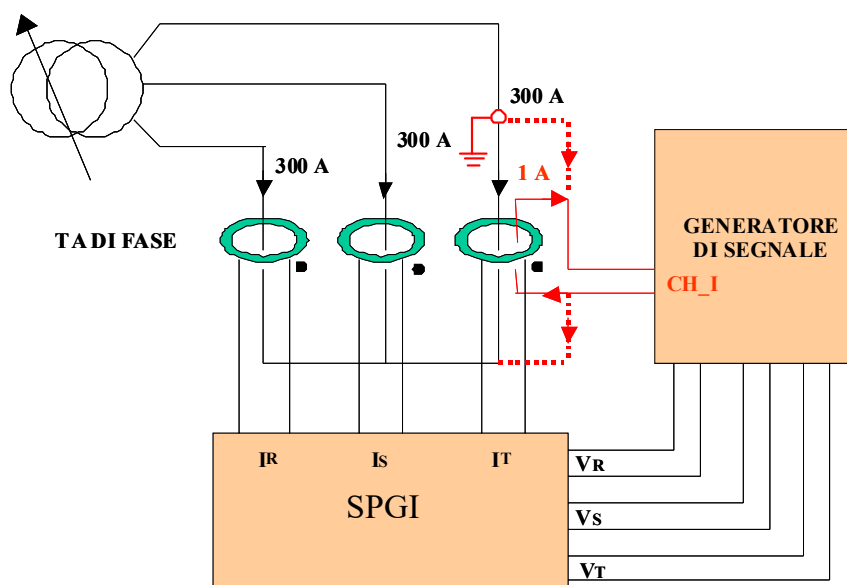 300 A
300 A
300 A
1 A
TA DI FASE
GENERATORE
DI SEGNALE
CH_I
IR
IS
IT
SPGI
VR
VS
VT